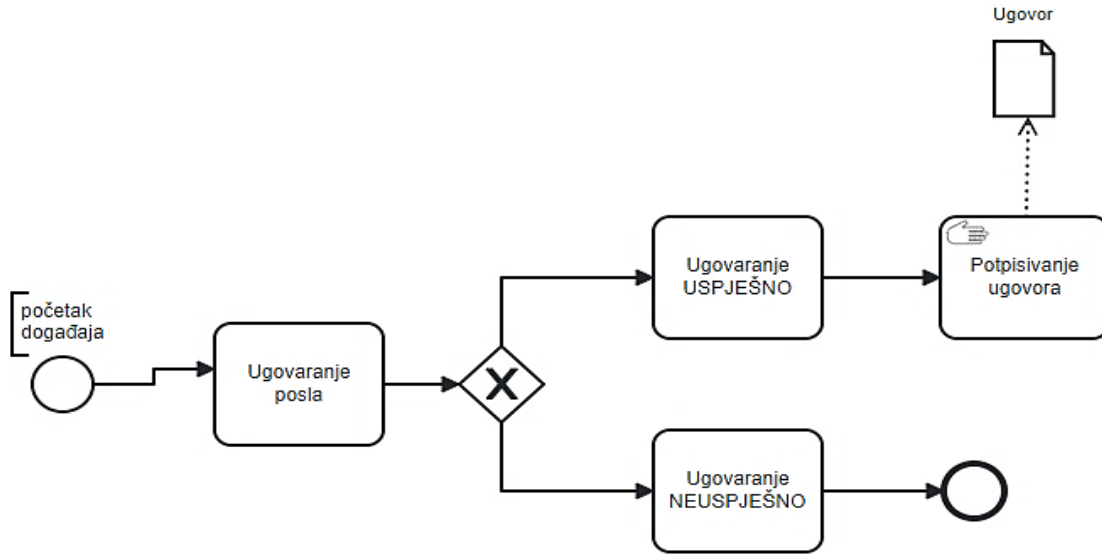 Ugovor
Ugovaranje
USPJEŠNO
Potpisivanje
ugovora
početak
događaja
Ugovaranje
posla
X
Ugovaranje
NEUSPJEŠNO